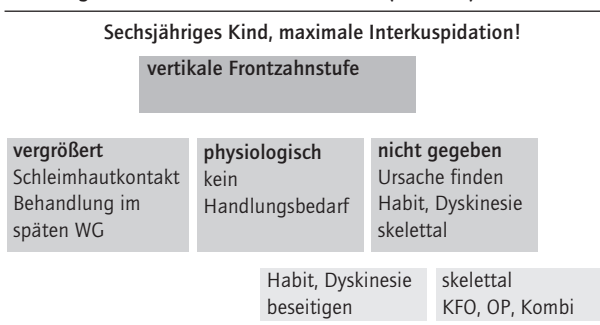 Sechsjähriges Kind, maximale Interkuspidation!
vertikale Frontzahnstufe
vergrößert
Schleimhautkontakt
Behandlung im
späten WG
physiologisch
kein
Handlungsbedarf
nicht gegeben
Ursache finden
Habit, Dyskinesie
skelettal
Habit, Dyskinesie
beseitigen
skelettal
KFO, OP, Kombi